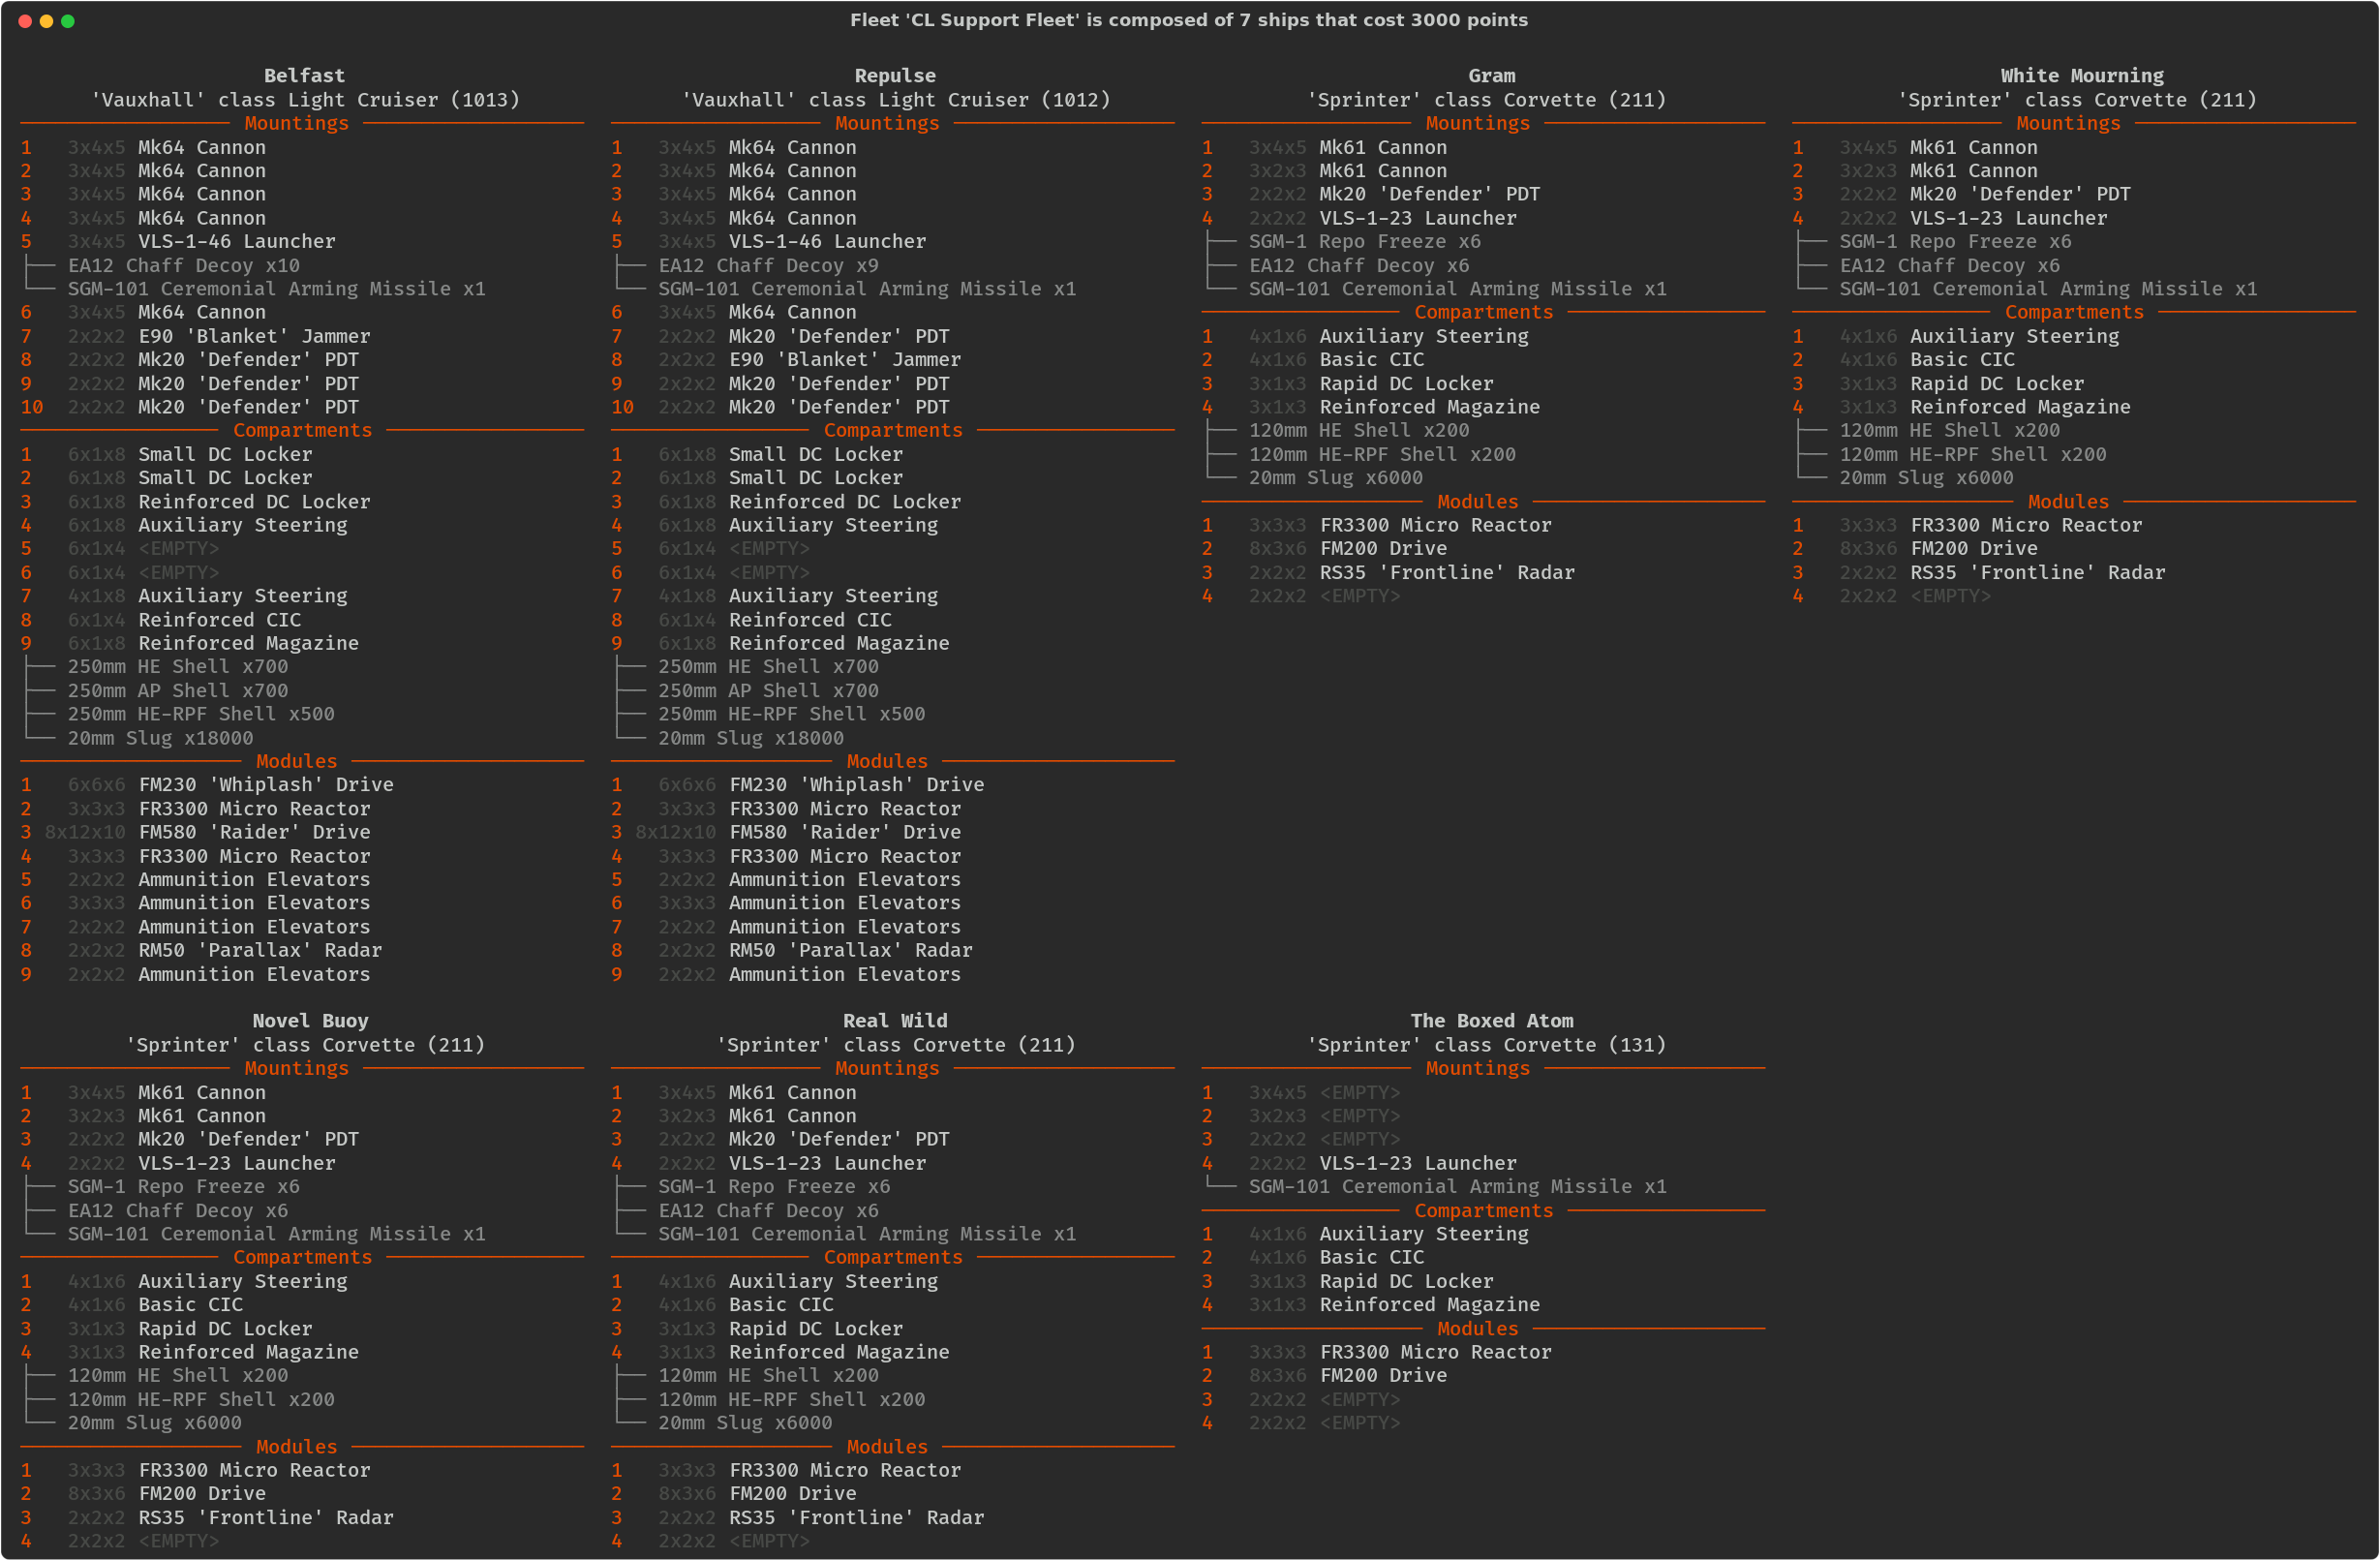 Fleet 'CL Support Fleet' is composed of 7 ships that cost 3000 points
Belfast
'Vauxhall' class Light Cruiser (1013)
Mountings
1 3x4x5 Mk64 Cannon
2 3x4x5 Mk64 Cannon
3 3x4x5 Mk64 Cannon
4 3x4x5 Mk64 Cannon
5 3x4x5 VLS-1-46 Launcher
EA12 Chaff Decoy x10
SGM-101 Ceremonial Arming Missile x1
6 3x4x5 Mk64 Cannon
7 2x2x2 E90 'Blanket' Jammer
8 2x2x2 Mk20 'Defender' PDT
9 2x2x2 Mk20 'Defender' PDT
10 2x2x2 Mk20 'Defender' PDT
Compartments
1 6x1x8 Small DC Locker
2 6x1x8 Small DC Locker
3 6x1x8 Reinforced DC Locker
4 6x1x8 Auxiliary Steering
5 6x1x4 <EMPTY>
6 6x1x4 <EMPTY>
7 4x1x8 Auxiliary Steering
8 6x1x4 Reinforced CIC
9 6x1x8 Reinforced Magazine
250mm HE Shell x700
250mm AP Shell x700
250mm HE-RPF Shell x500
20mm Slug x18000
Modules
1 6x6x6 FM230 'Whiplash' Drive
2 3x3x3 FR3300 Micro Reactor
3 8x12x10 FM580 'Raider' Drive
4 3x3x3 FR3300 Micro Reactor
5 2x2x2 Ammunition Elevators
6 3x3x3 Ammunition Elevators
7 2x2x2 Ammunition Elevators
8 2x2x2 RM50 'Parallax' Radar
9 2x2x2 Ammunition Elevators
Repulse
'Vauxhall' class Light Cruiser (1012)
Mountings
1 3x4x5 Mk64 Cannon
2 3x4x5 Mk64 Cannon
3 3x4x5 Mk64 Cannon
4 3x4x5 Mk64 Cannon
5 3x4x5 VLS-1-46 Launcher
EA12 Chaff Decoy x9
SGM-101 Ceremonial Arming Missile x1
6 3x4x5 Mk64 Cannon
7 2x2x2 Mk20 'Defender' PDT
8 2x2x2 E90 'Blanket' Jammer
9 2x2x2 Mk20 'Defender' PDT
10 2x2x2 Mk20 'Defender' PDT
Compartments
1 6x1x8 Small DC Locker
2 6x1x8 Small DC Locker
3 6x1x8 Reinforced DC Locker
4 6x1x8 Auxiliary Steering
5 6x1x4 <EMPTY>
6 6x1x4 <EMPTY>
7 4x1x8 Auxiliary Steering
8 6x1x4 Reinforced CIC
9 6x1x8 Reinforced Magazine
250mm HE Shell x700
250mm AP Shell x700
250mm HE-RPF Shell x500
20mm Slug x18000
Modules
1 6x6x6 FM230 'Whiplash' Drive
2 3x3x3 FR3300 Micro Reactor
3 8x12x10 FM580 'Raider' Drive
4 3x3x3 FR3300 Micro Reactor
5 2x2x2 Ammunition Elevators
6 3x3x3 Ammunition Elevators
7 2x2x2 Ammunition Elevators
8 2x2x2 RM50 'Parallax' Radar
9 2x2x2 Ammunition Elevators
Gram
'Sprinter' class Corvette (211)
Mountings
1 3x4x5 Mk61 Cannon
2 3x2x3 Mk61 Cannon
3 2x2x2 Mk20 'Defender' PDT
4 2x2x2 VLS-1-23 Launcher
SGM-1 Repo Freeze x6
EA12 Chaff Decoy x6
SGM-101 Ceremonial Arming Missile x1
Compartments
1 4x1x6 Auxiliary Steering
2 4x1x6 Basic CIC
3 3x1x3 Rapid DC Locker
4 3x1x3 Reinforced Magazine
120mm HE Shell x200
120mm HE-RPF Shell x200
20mm Slug x6000
Modules
1 3x3x3 FR3300 Micro Reactor
2 8x3x6 FM200 Drive
3 2x2x2 RS35 'Frontline' Radar
4 2x2x2 <EMPTY>
White Mourning
'Sprinter' class Corvette (211)
Mountings
1 3x4x5 Mk61 Cannon
2 3x2x3 Mk61 Cannon
3 2x2x2 Mk20 'Defender' PDT
4 2x2x2 VLS-1-23 Launcher
SGM-1 Repo Freeze x6
EA12 Chaff Decoy x6
SGM-101 Ceremonial Arming Missile x1
Compartments
1 4x1x6 Auxiliary Steering
2 4x1x6 Basic CIC
3 3x1x3 Rapid DC Locker
4 3x1x3 Reinforced Magazine
120mm HE Shell x200
120mm HE-RPF Shell x200
20mm Slug x6000
Modules
1 3x3x3 FR3300 Micro Reactor
2 8x3x6 FM200 Drive
3 2x2x2 RS35 'Frontline' Radar
4 2x2x2 <EMPTY>
Novel Buoy
'Sprinter' class Corvette (211)
Mountings
1 3x4x5 Mk61 Cannon
2 3x2x3 Mk61 Cannon
3 2x2x2 Mk20 'Defender' PDT
4 2x2x2 VLS-1-23 Launcher
SGM-1 Repo Freeze x6
EA12 Chaff Decoy x6
SGM-101 Ceremonial Arming Missile x1
Compartments
1 4x1x6 Auxiliary Steering
2 4x1x6 Basic CIC
3 3x1x3 Rapid DC Locker
4 3x1x3 Reinforced Magazine
120mm HE Shell x200
120mm HE-RPF Shell x200
20mm Slug x6000
Modules
1 3x3x3 FR3300 Micro Reactor
2 8x3x6 FM200 Drive
3 2x2x2 RS35 'Frontline' Radar
4 2x2x2 <EMPTY>
Real Wild
'Sprinter' class Corvette (211)
Mountings
1 3x4x5 Mk61 Cannon
2 3x2x3 Mk61 Cannon
3 2x2x2 Mk20 'Defender' PDT
4 2x2x2 VLS-1-23 Launcher
SGM-1 Repo Freeze x6
EA12 Chaff Decoy x6
SGM-101 Ceremonial Arming Missile x1
Compartments
1 4x1x6 Auxiliary Steering
2 4x1x6 Basic CIC
3 3x1x3 Rapid DC Locker
4 3x1x3 Reinforced Magazine
120mm HE Shell x200
120mm HE-RPF Shell x200
20mm Slug x6000
Modules
1 3x3x3 FR3300 Micro Reactor
2 8x3x6 FM200 Drive
3 2x2x2 RS35 'Frontline' Radar
4 2x2x2 <EMPTY>
The Boxed Atom
'Sprinter' class Corvette (131)
Mountings
1 3x4x5 <EMPTY>
2 3x2x3 <EMPTY>
3 2x2x2 <EMPTY>
4 2x2x2 VLS-1-23 Launcher
SGM-101 Ceremonial Arming Missile x1
Compartments
1 4x1x6 Auxiliary Steering
2 4x1x6 Basic CIC
3 3x1x3 Rapid DC Locker
4 3x1x3 Reinforced Magazine
Modules
1 3x3x3 FR3300 Micro Reactor
2 8x3x6 FM200 Drive
3 2x2x2 <EMPTY>
4 2x2x2 <EMPTY>